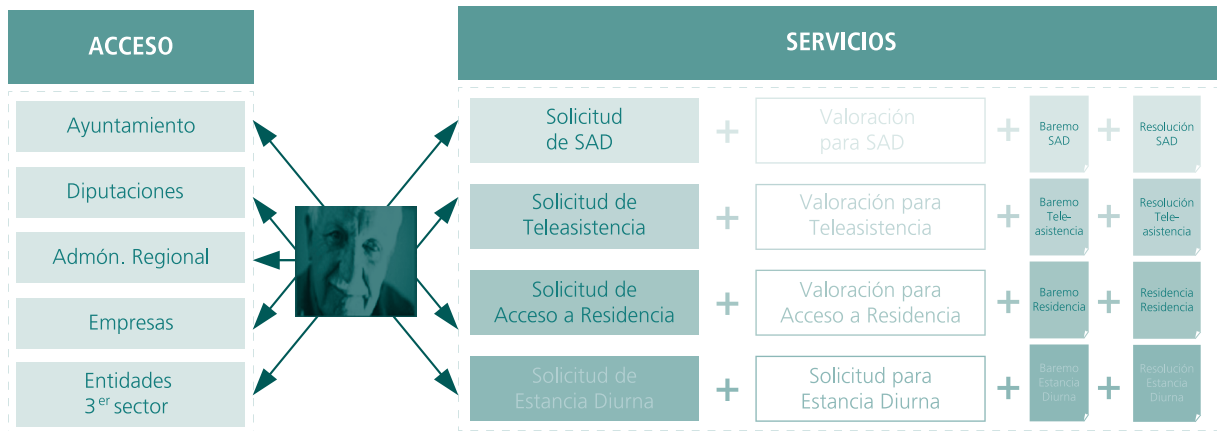 ACCESO
Ayuntamiento
Diputaciones
Admón. Regional
Empresas
Entidades
3er sector
SERVICIOS
Solicitud
de SAD
+
Valoración
para SAD
+
Baremo
SAD
+
Resolución
SAD
Solicitud de
Teleasistencia
+
Valoración para
Teleasistencia
+
Baremo
Tele-
asistencia
+
Resolución
Tele-
asistencia
Solicitud de
Acceso a Residencia
+
Valoración para
Acceso a Residencia
+
Baremo
Residencia
+
Residencia
Residencia
Solicitud de
Estancia Diurna
+
Solicitud para
Estancia Diurna
+
Baremo
Estancia
Diurna
+
Resolución
Estancia
Diurna